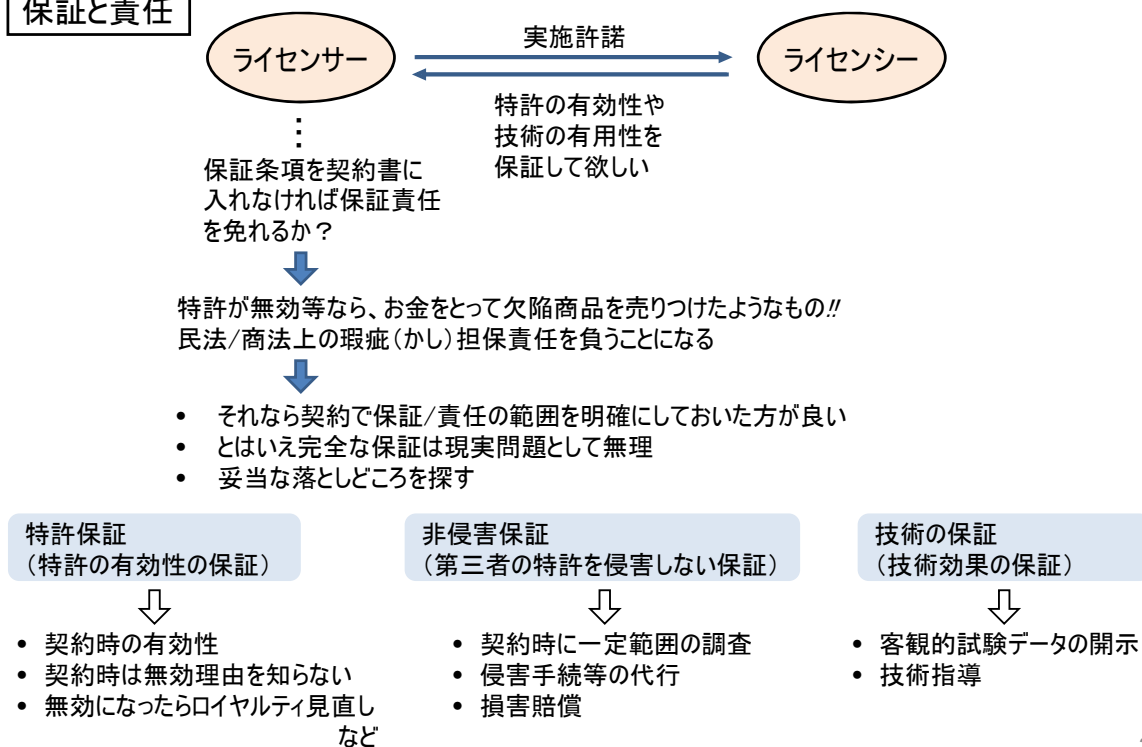 保証と責任
ライセンサー
実施許諾
ライセンシー
特許の有効性や
技術の有用性を
保証して欲しい
保証条項を契約書に
入れなければ保証責任
を免れるか?
特許が無効等なら、お金をとって欠陥商品を売りつけたようなもの!!
民法/商法上の瑕疵(かし)担保責任を負うことになる
• それなら契約で保証/責任の範囲を明確にしておいた方が良い
• とはいえ完全な保証は現実問題として無理
• 妥当な落としどころを探す
特許保証
(特許の有効性の保証)
• 契約時の有効性
• 契約時は無効理由を知らない
• 無効になったらロイヤルティ見直し
など
非侵害保証
(第三者の特許を侵害しない保証)
• 契約時に一定範囲の調査
• 侵害手続等の代行
• 損害賠償
技術の保証
(技術効果の保証)
• 客観的試験データの開示
• 技術指導